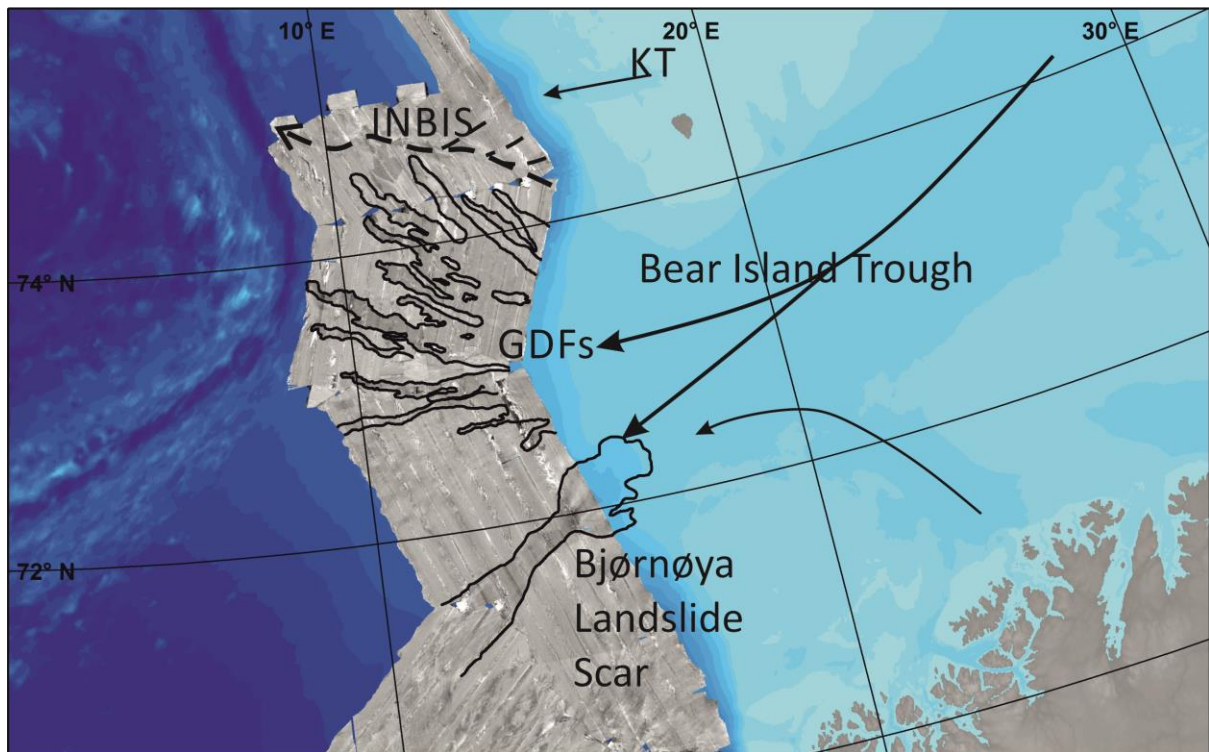 10° E
20° E
30° E
KT
INBIS
Bear Island Trough
74° N
GDFs
72° N
Bjørnøya
Landslide
Scar